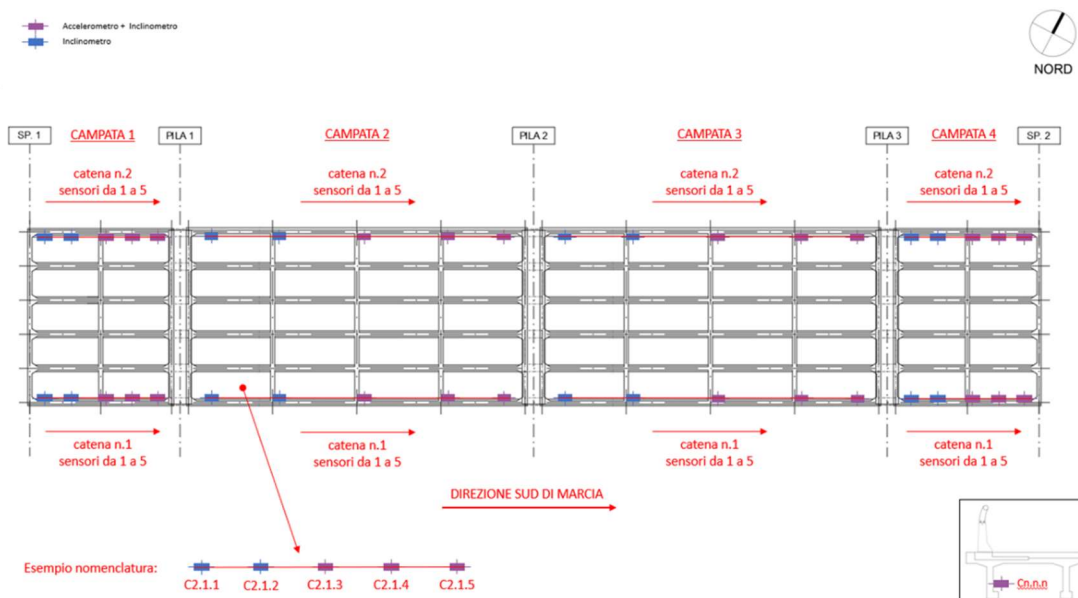 Accelerometro + Inclinometro
Inclinometro
NORD
SP. 1
CAMPATA 1
PILA 1
CAMPATA 2
PILA 2
CAMPATA 3
PILA 3
CAMPATA 4
SP. 2
catena n.2
sensori da 1 a 5
catena n.2
sensori da 1 a 5
catena n.2
sensori da 1 a 5
catena n.2
sensori da 1 a 5
catena n.1
sensori da 1 a 5
catena n.1
sensori da 1 a 5
catena n.1
sensori da 1 a 5
catena n.1
sensori da 1 a 5
DIREZIONE SUD DI MARCIA
Esempio nomenclatura:
C2.1.1
C2.1.2
C2.1.3
C2.1.4
C2.1.5
Cn.n.n